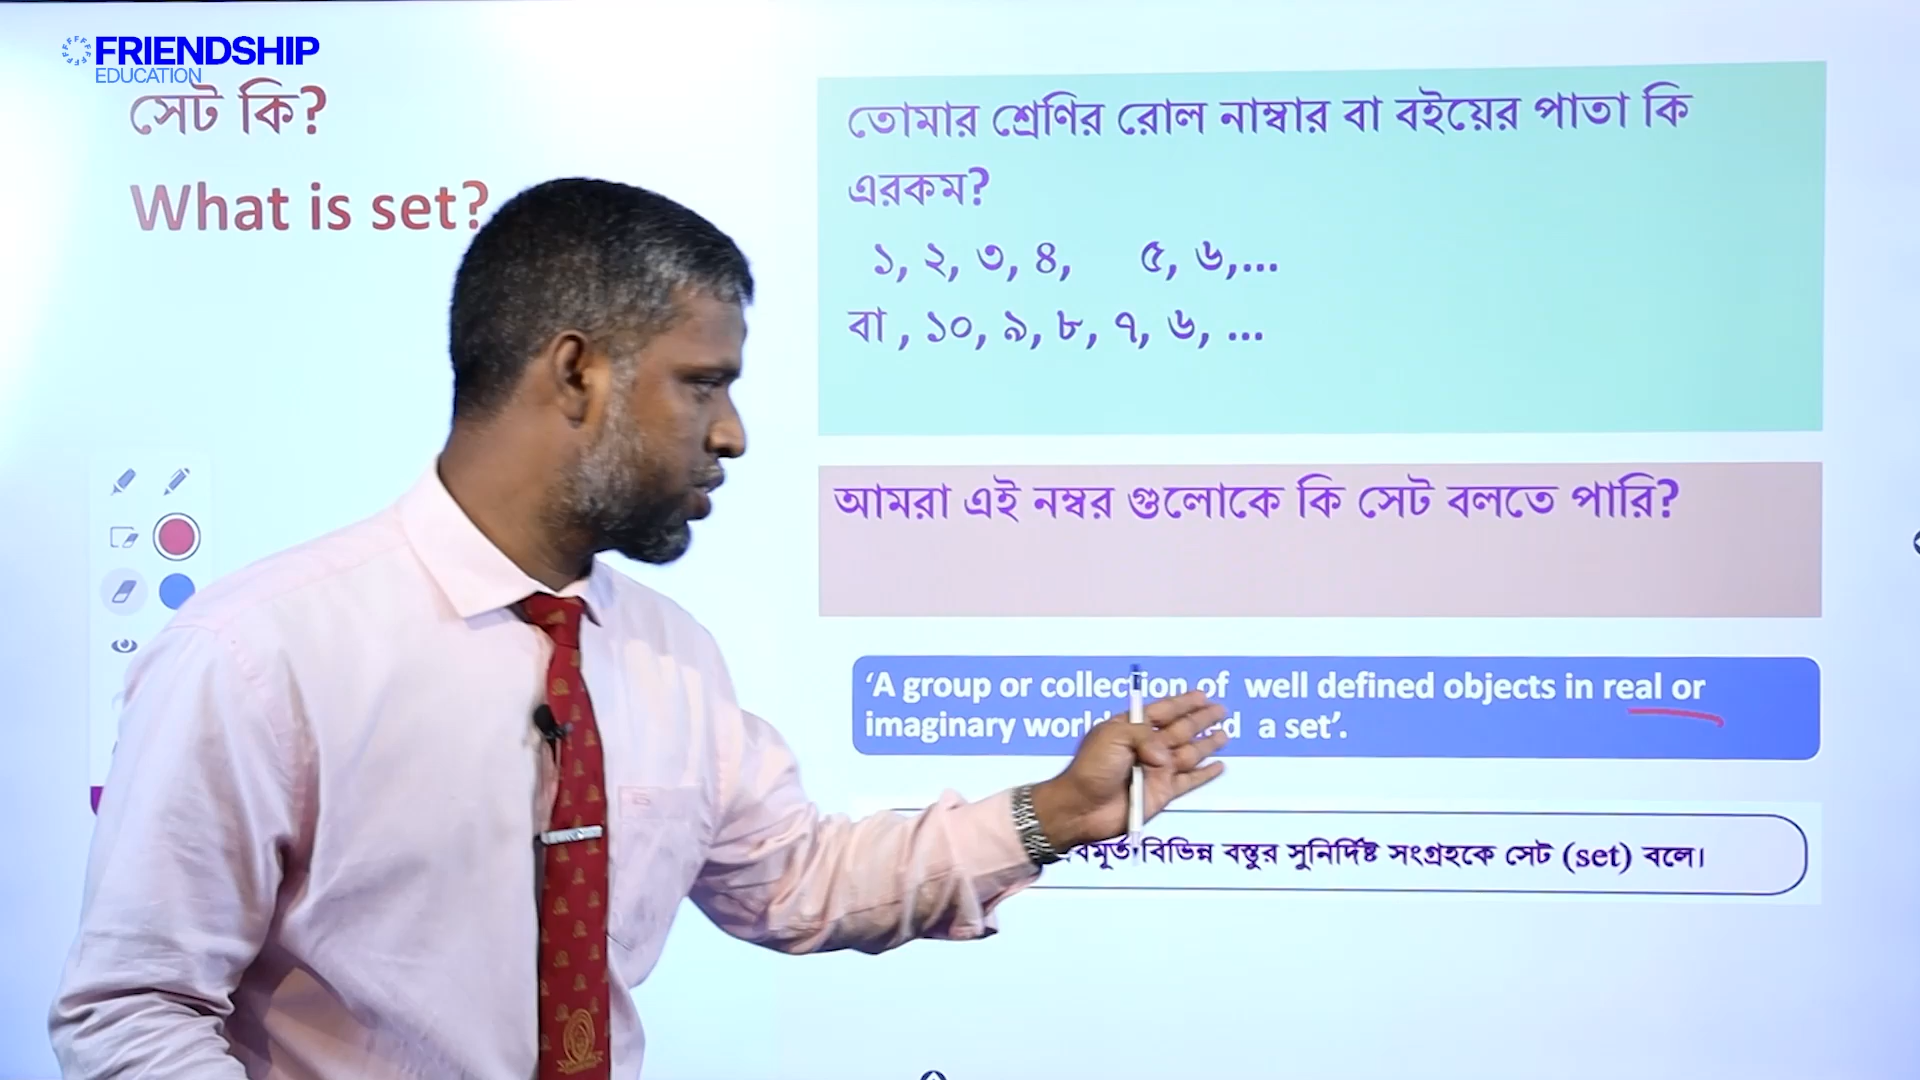 FRIENDSHIP
EDUCATION
সেট কি?
What is set?
তোমার শ্রেণির রোল নাম্বার বা বইয়ের পাতা কি
এরকম?
১, ২, ৩, ৪, ৫, ৬,...
বা , ১০, ৯, ৮, ৭, ৬, ...
আমরা এই নম্বর গুলোকে কি সেট বলতে পারি?
‘A group or collection of well defined objects in real or
imaginary a set’.
বিভিন্ন বস্তুর সুনির্দিষ্ট সংগ্রহকে সেট (set) বলে।